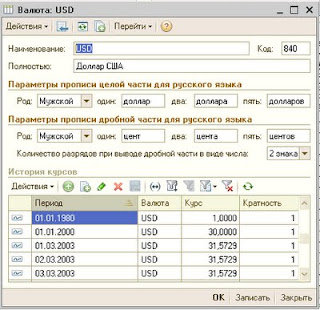 Валюта: USD
Действия Перейти
Наименование: USD Код: 840
Полностью: Доллар США
Параметры прописи целой части для русского языка
Род: Мужской один: доллар два: доллара пять: долларов
Параметры прописи дробной части для русского языка
Род: Мужской один: цент два: цента пять: центов
Количество разрядов при выводе дробной части в виде числа: 2 знака
История курсов
Действия
Период Валюта Курс Кратность
01.01.1980 USD 1,0000 1
01.01.2000 USD 30,0000 1
01.03.2003 USD 31,5729 1
02.03.2003 USD 31,5729 1
03.03.2003 USD 31,5729 1
OK Записать Закрыть